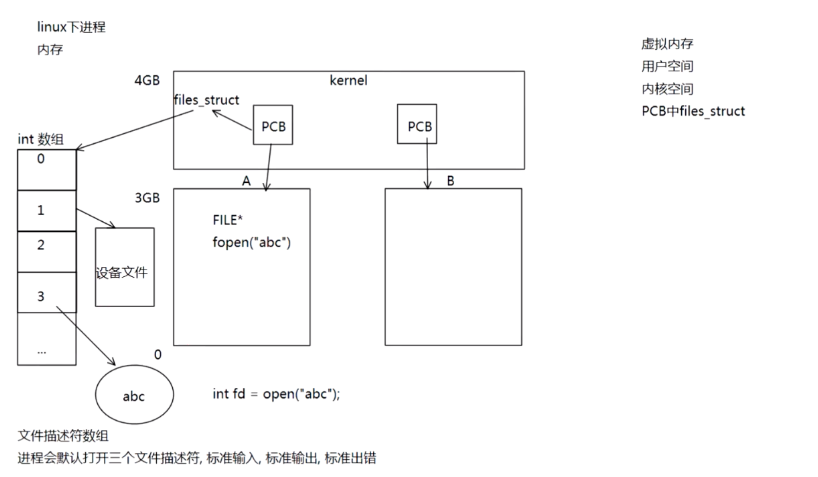 linux下进程
内存
虚拟内存
用户空间
内核空间
PCB中files_struct
4GB
kernel
files_struct
PCB
PCB
int 数组
0
1
2
3
...
A
B
3GB
FILE*
fopen("abc")
设备文件
0
abc
int fd = open("abc");
文件描述符数组
进程会默认打开三个文件描述符, 标准输入, 标准输出, 标准出错